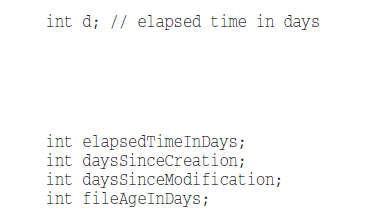 int d; // elapsed time in days
int elapsedTimeInDays;
int daysSinceCreation;
int daysSinceModification;
int fileAgeInDays;